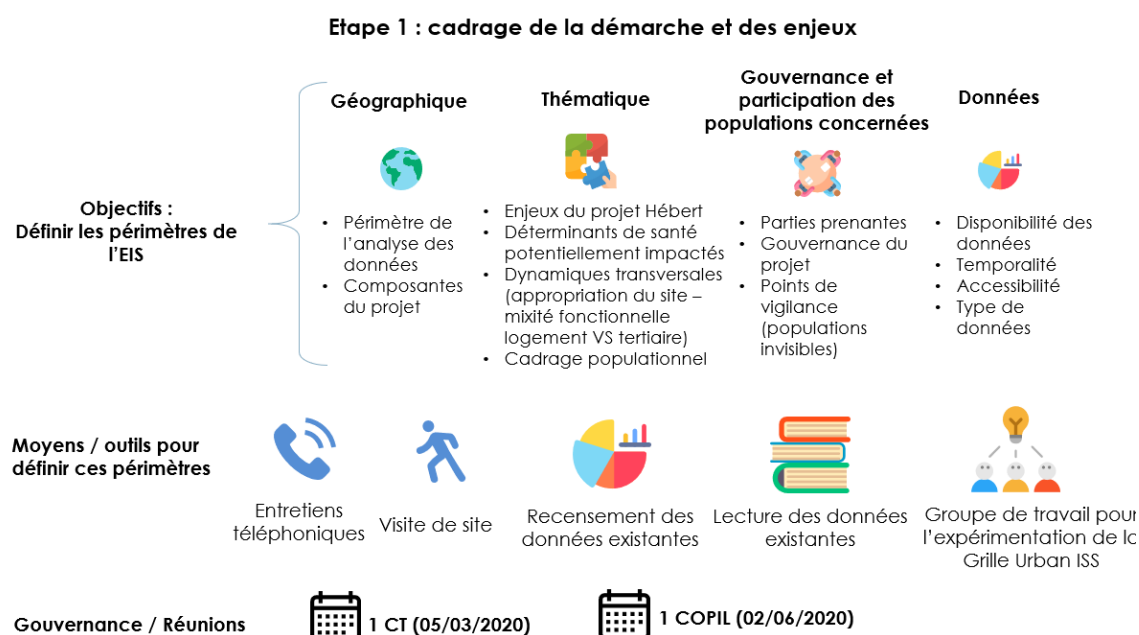 Etape 1 : cadrage de la démarche et des enjeux
Objectifs :
Définir les périmètres de
l'EIS
Géographique
• Périmètre de
l'analyse des
données
• Composantes
du projet
Thématique
• Enjeux du projet Hébert
• Déterminants de santé
potentiellement impactés
• Dynamiques transversales
(appropriation du site –
mixité fonctionnelle
logement VS tertiaire)
• Cadrage populationnel
Gouvernance et
participation des
populations concernées
• Parties prenantes
• Gouvernance du
projet
• Points de
vigilance
(populations
invisibles)
Données
• Disponibilité des
données
• Temporalité
• Accessibilité
• Type de
données
Moyens / outils pour
définir ces périmètres
Entretiens
téléphoniques
Visite de site
Recensement des
données existantes
Lecture des données
existantes
Groupe de travail pour
l'expérimentation de la
Grille Urban ISS
Gouvernance / Réunions
1 CT (05/03/2020)
1 COPIL (02/06/2020)